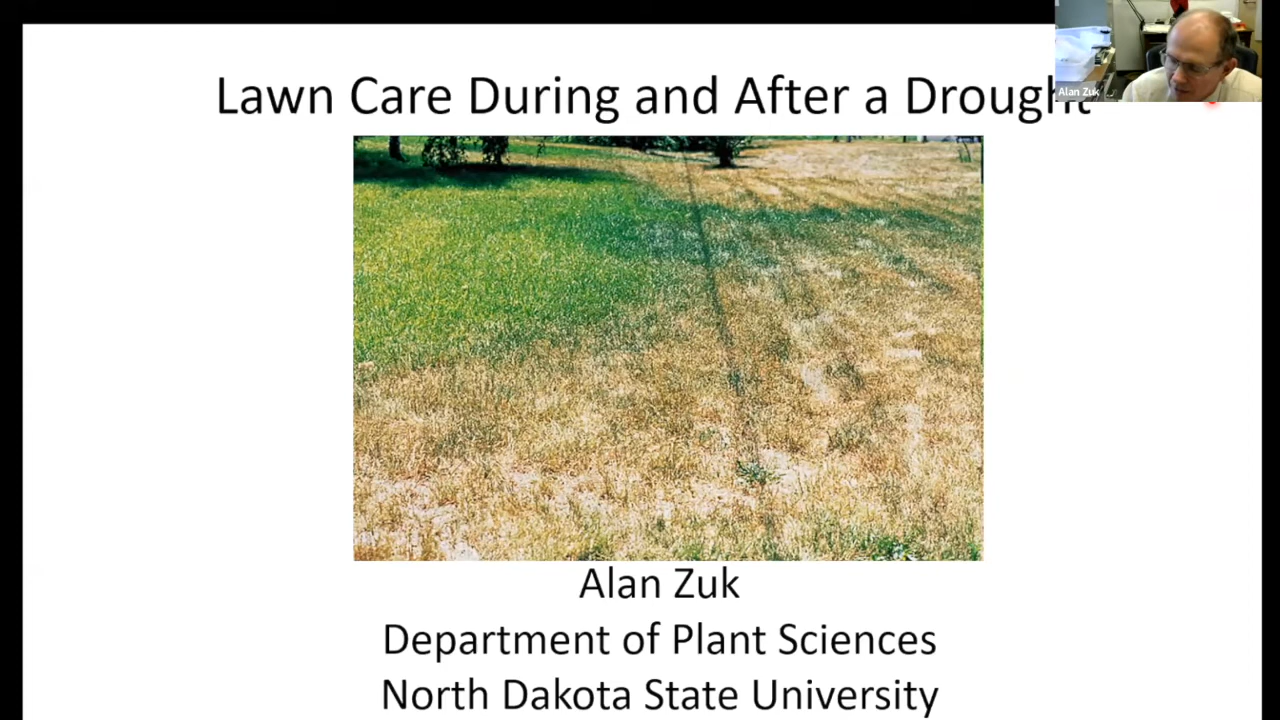 Lawn Care During and After a Drought
Alan Zuk
Alan Zuk
Department of Plant Sciences
North Dakota State University